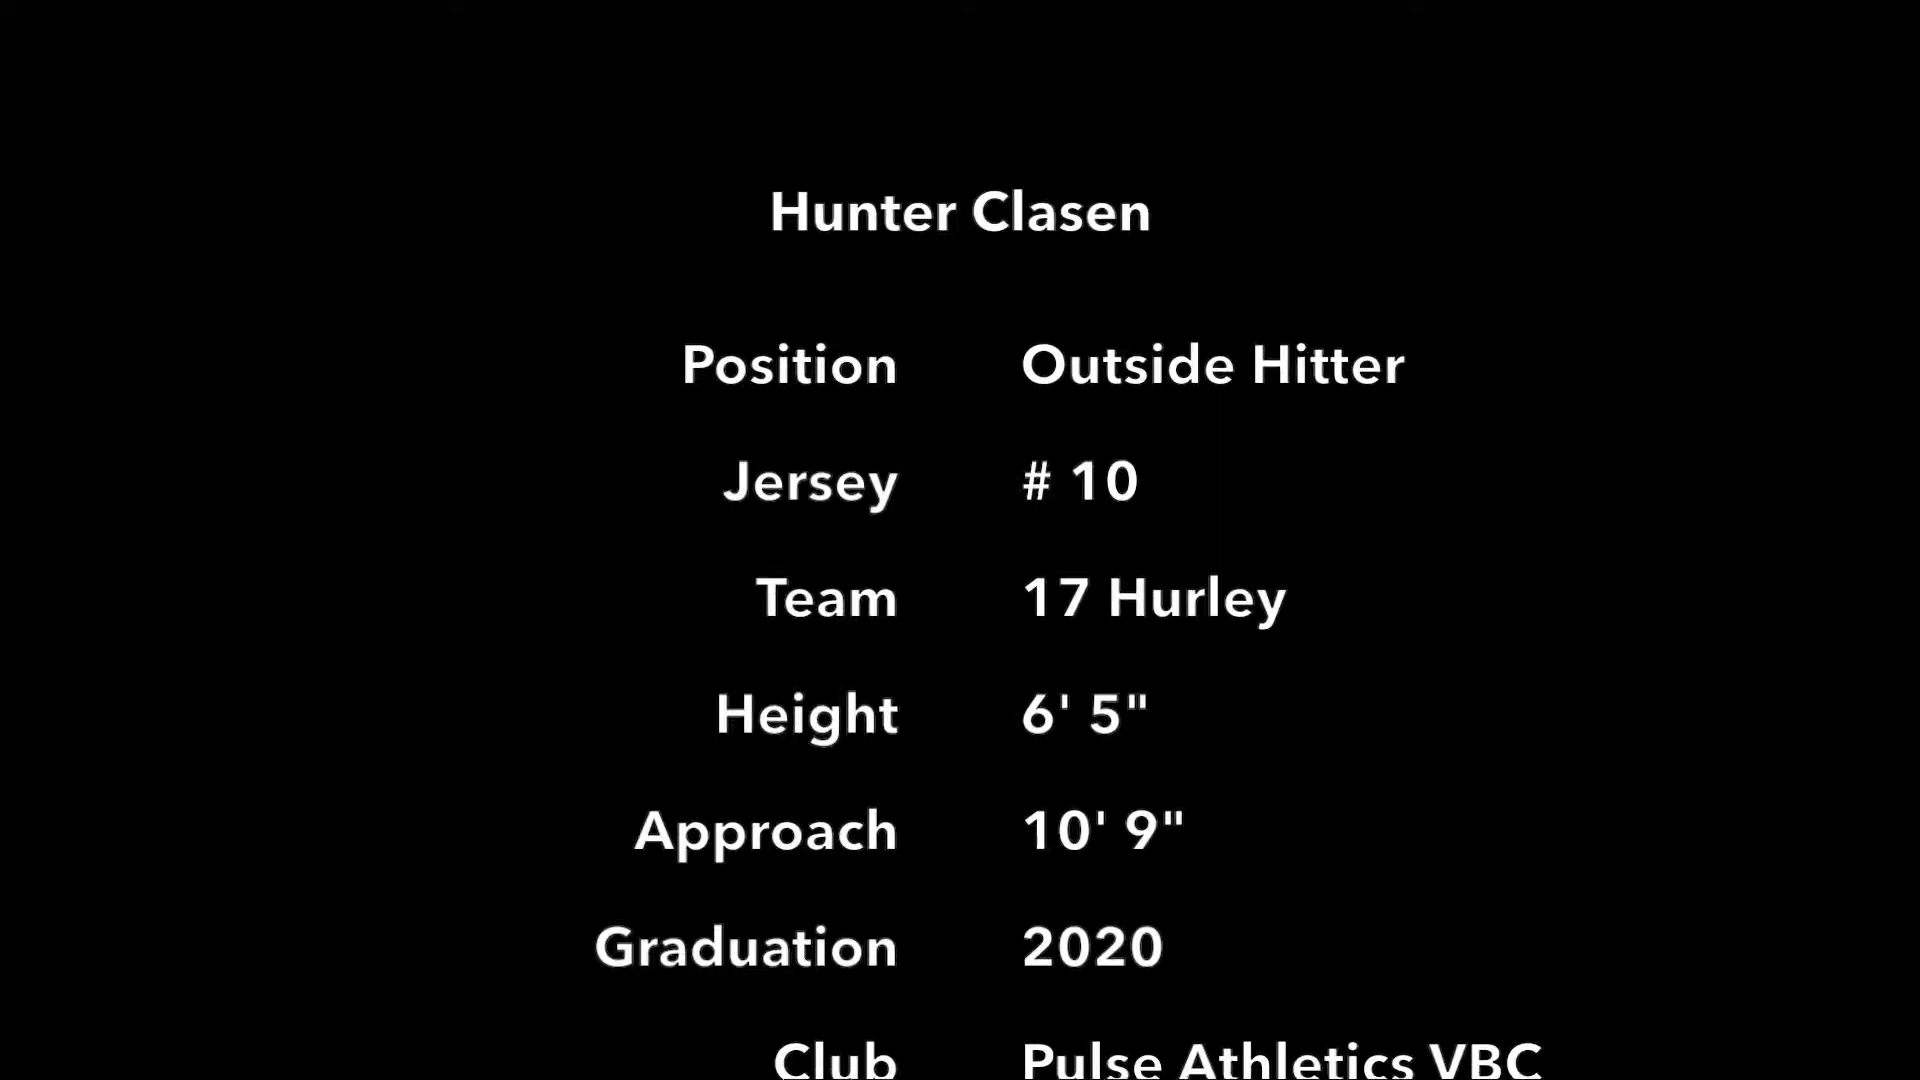 Hunter Clasen
Position Outside Hitter
Jersey # 10
Team 17 Hurley
Height 6' 5"
Approach 10' 9"
Graduation 2020
Club Pulse Athletics VBC